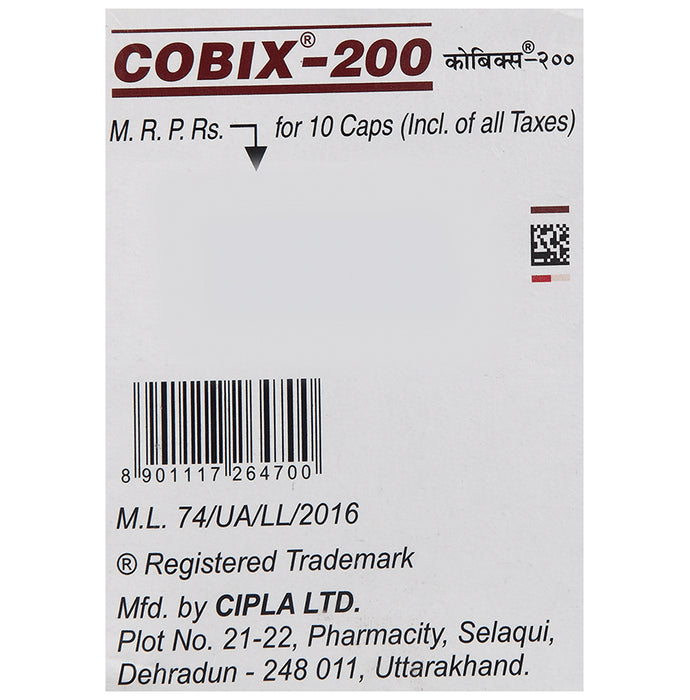 COBIX®-200 कोबिक्स®-२००
M. R. P. Rs. for 10 Caps (Incl. of all Taxes)
8 901117 264700
M.L. 74/UA/LL/2016
® Registered Trademark
Mfd. by CIPLA LTD.
Plot No. 21-22, Pharmacity, Selaqui,
Dehradun - 248 011, Uttarakhand.